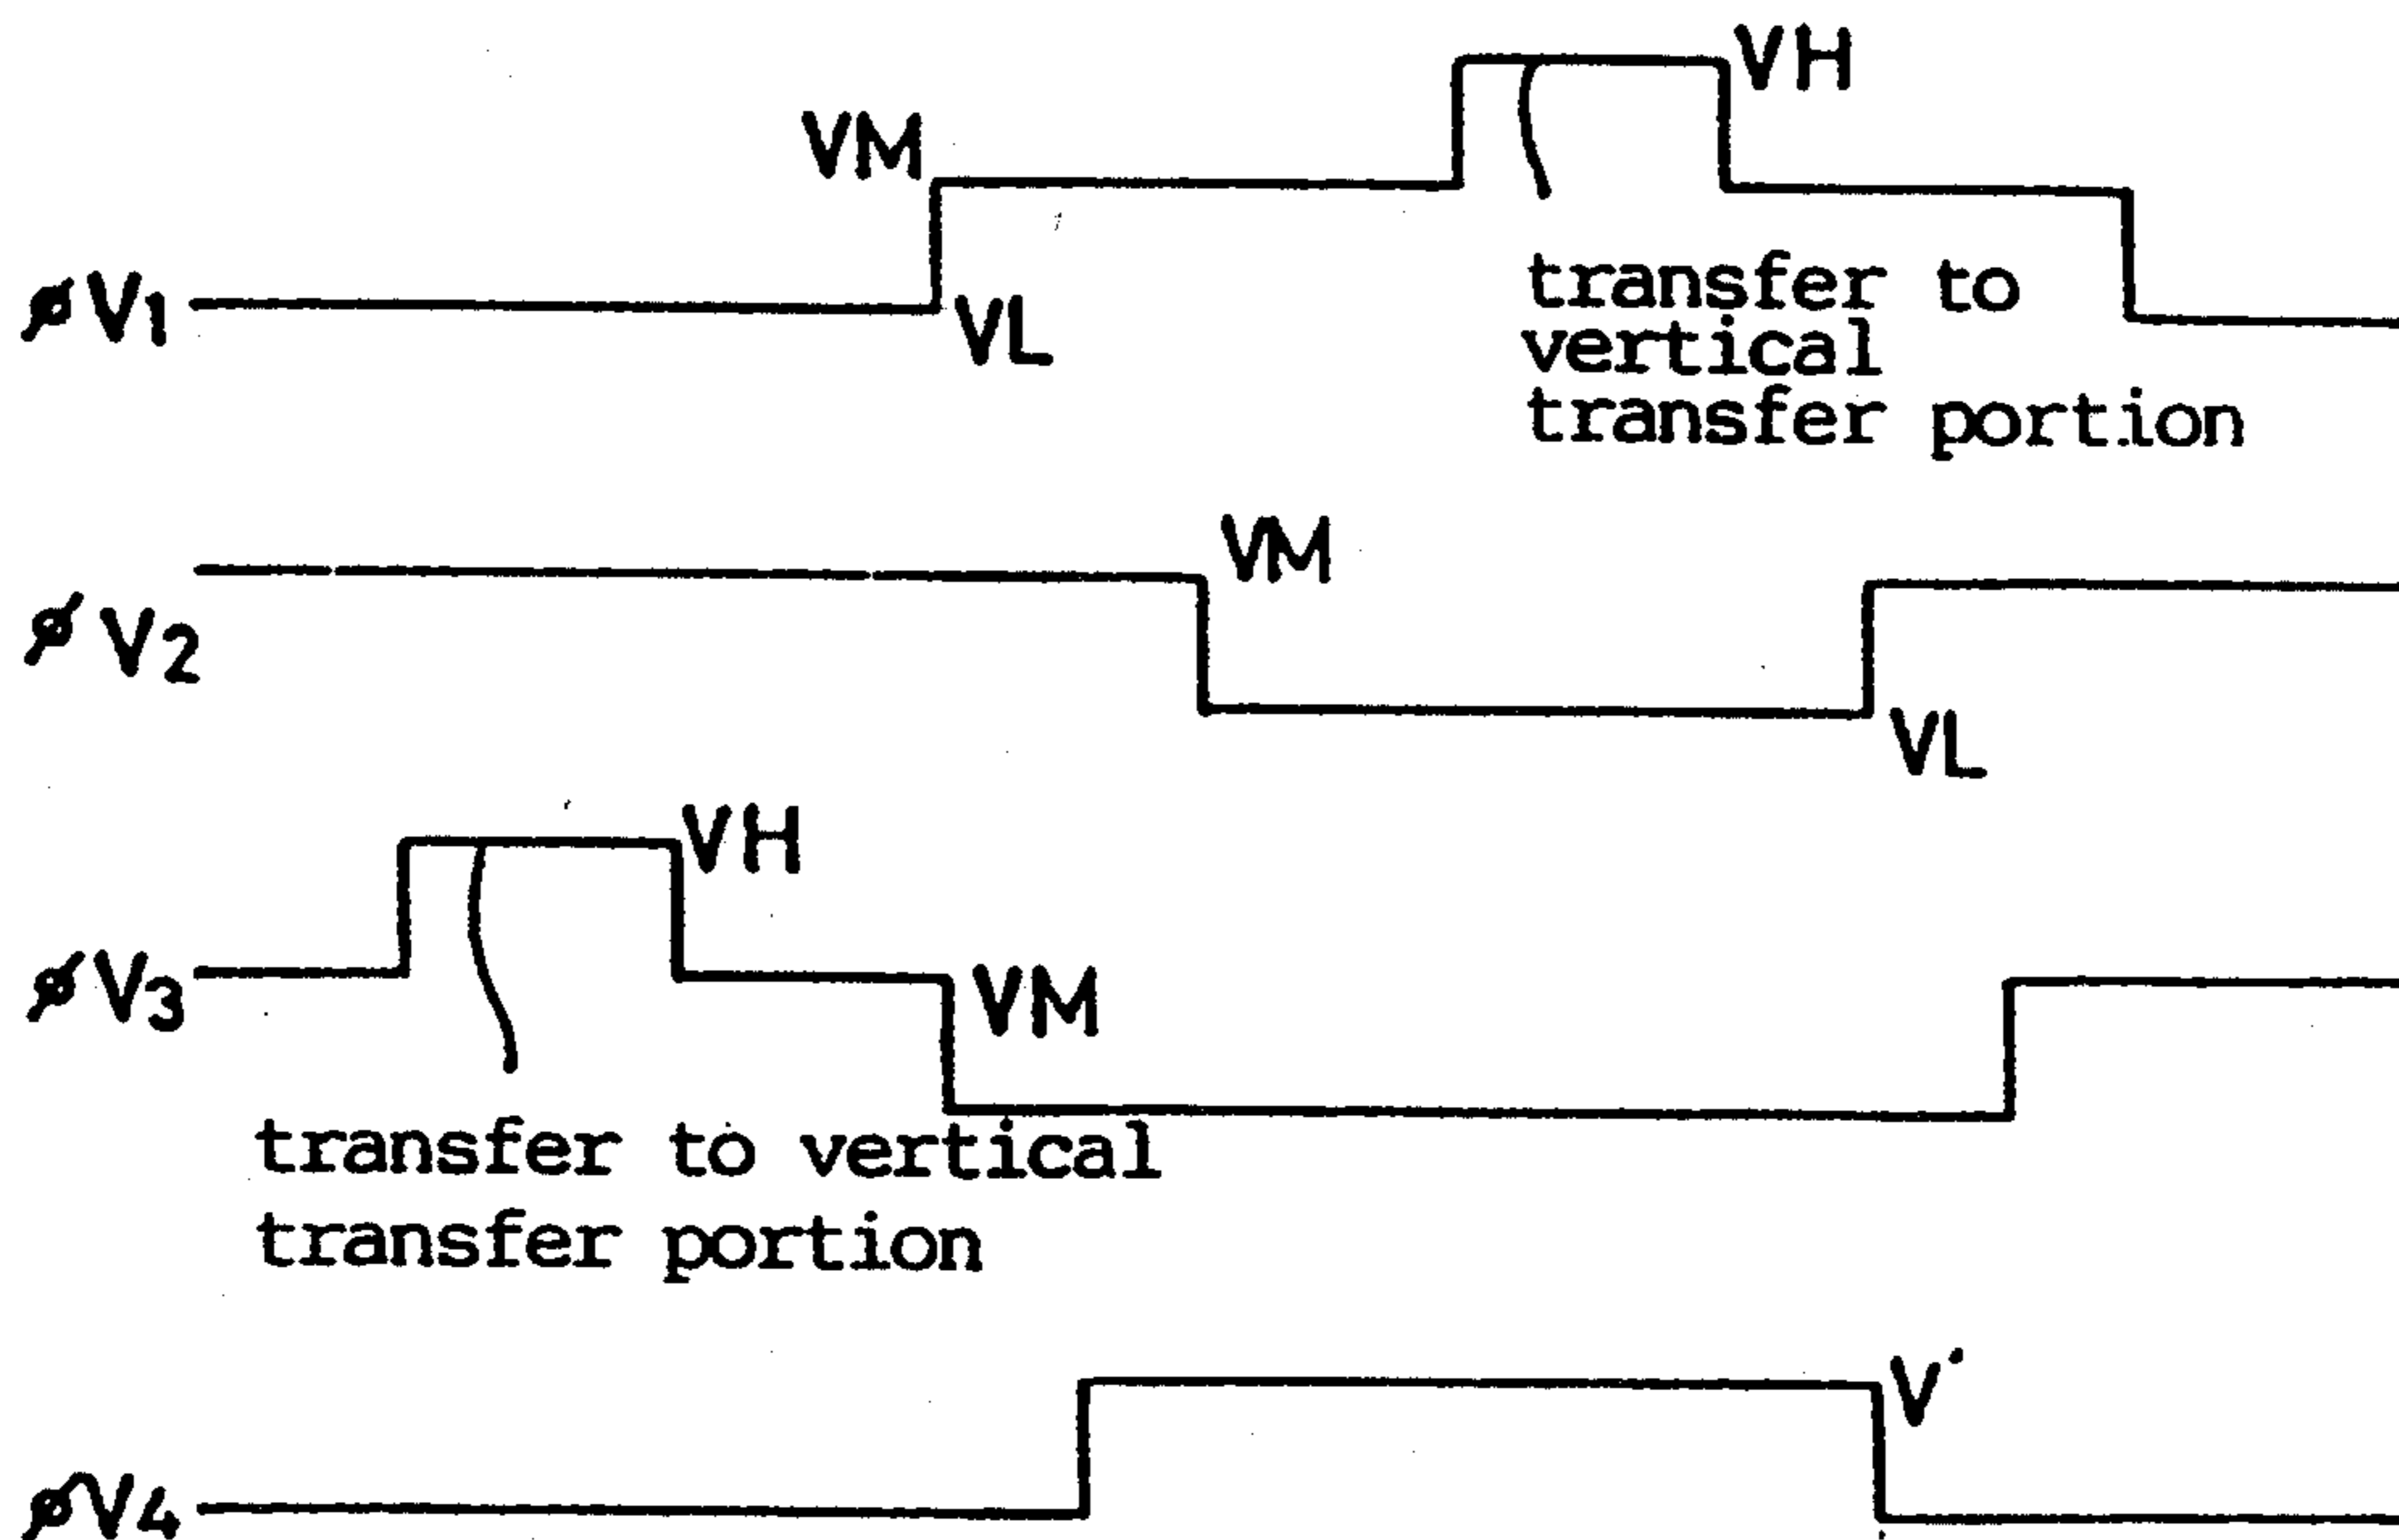 VH
VM
øV1
VL
transfer to
vertical
transfer portion
VM
øV2
VL
VH
øV3
VM
transfer to vertical
transfer portion
øV4